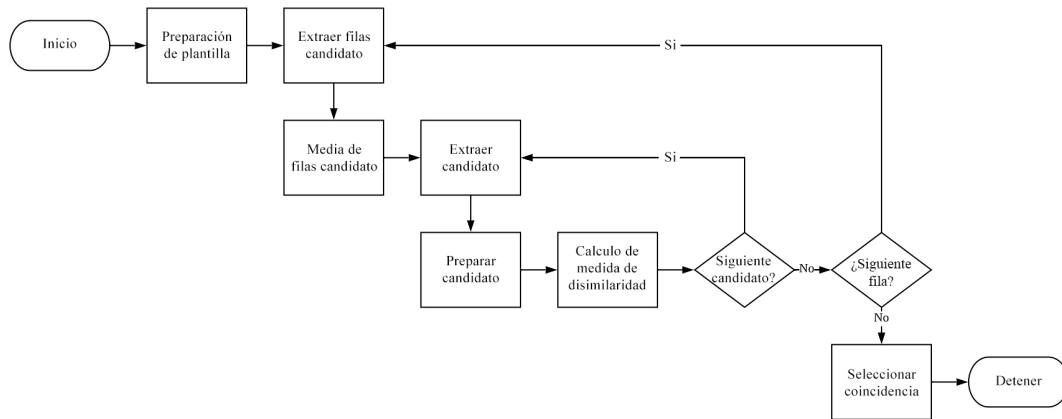 Inicio
Preparación
de plantilla
Extraer filas
candidato
Si
Media de
filas candidato
Extraer
candidato
Si
Preparar
candidato
Calculo de
medida de
disimilaridad
Siguiente
candidato?
No
¿Siguiente
fila?
No
Seleccionar
coincidencia
Detener